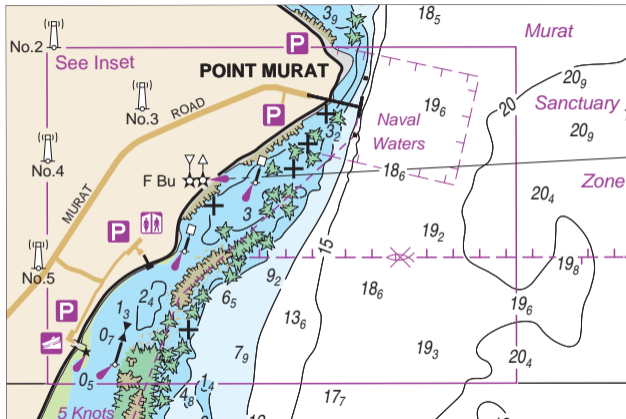 3₉
18₅
No.2
P
Murat
See Inset
POINT MURAT
20₉
No.3
ROAD
P
3₂
19₆
20
Sanctuary
Naval
Waters
20₉
No.4
18₆
F Bu
Zone
MURAT
3
20₄
P
19₂
No.5
15
9₂
19₈
2₄
6₅
18₆
P
1₃
13₆
19₆
0₇
7₉
19₃
20₄
0₅
1₄
4₈
17₇
5 Knots